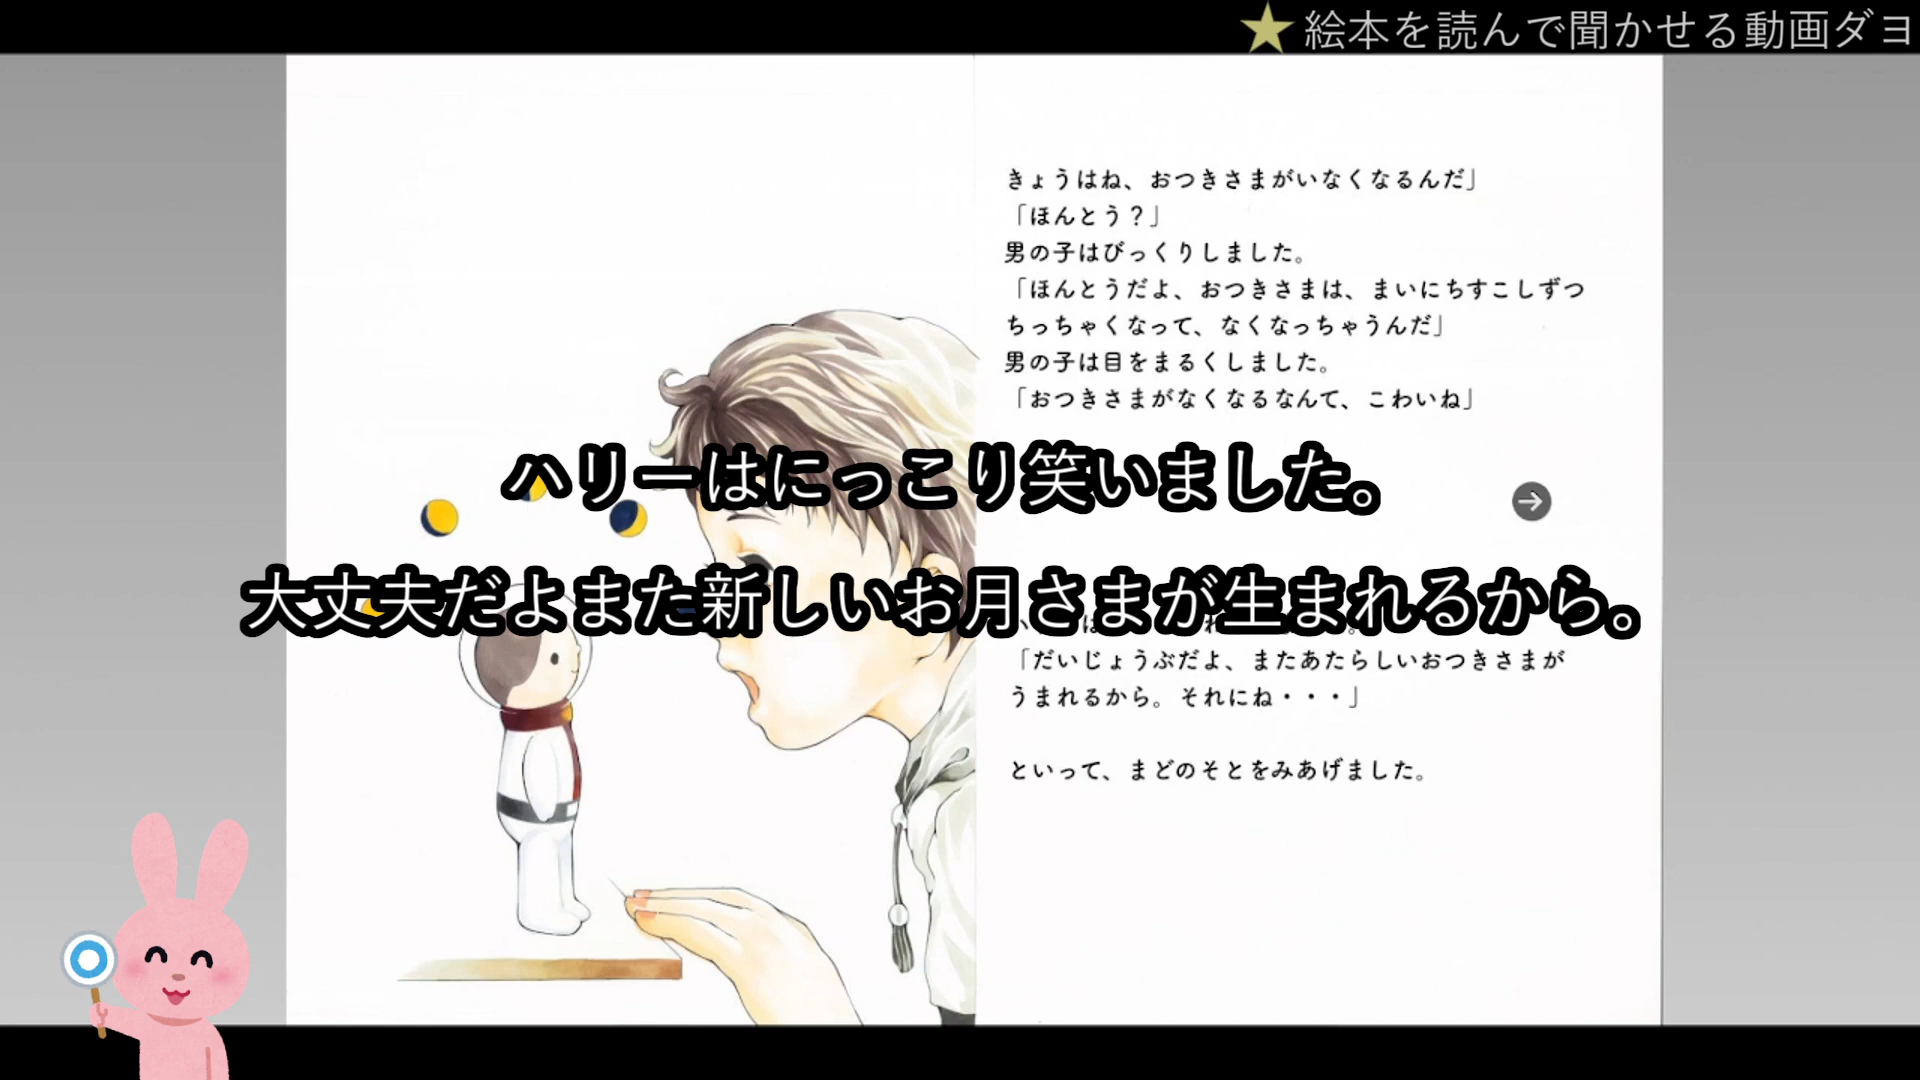 ★絵本を読んで聞かせる動画ダヨ
きょうはね、おつきさまがいなくなるんだ」
「ほんとう？」
男の子はびっくりしました。
「ほんとうだよ、おつきさまは、まいにちすこしずつ
ちっちゃくなって、なくなっちゃうんだ」
男の子は目をまるくしました。
「おつきさまがなくなるなんて、こわいね」
ハリーはにっこり笑いました。
大丈夫だよまた新しいお月さまが生まれるから。
「だいじょうぶだよ、またあたらしいおつきさまが
うまれるから。それにね・・・」
といって、まどのそとをみあげました。